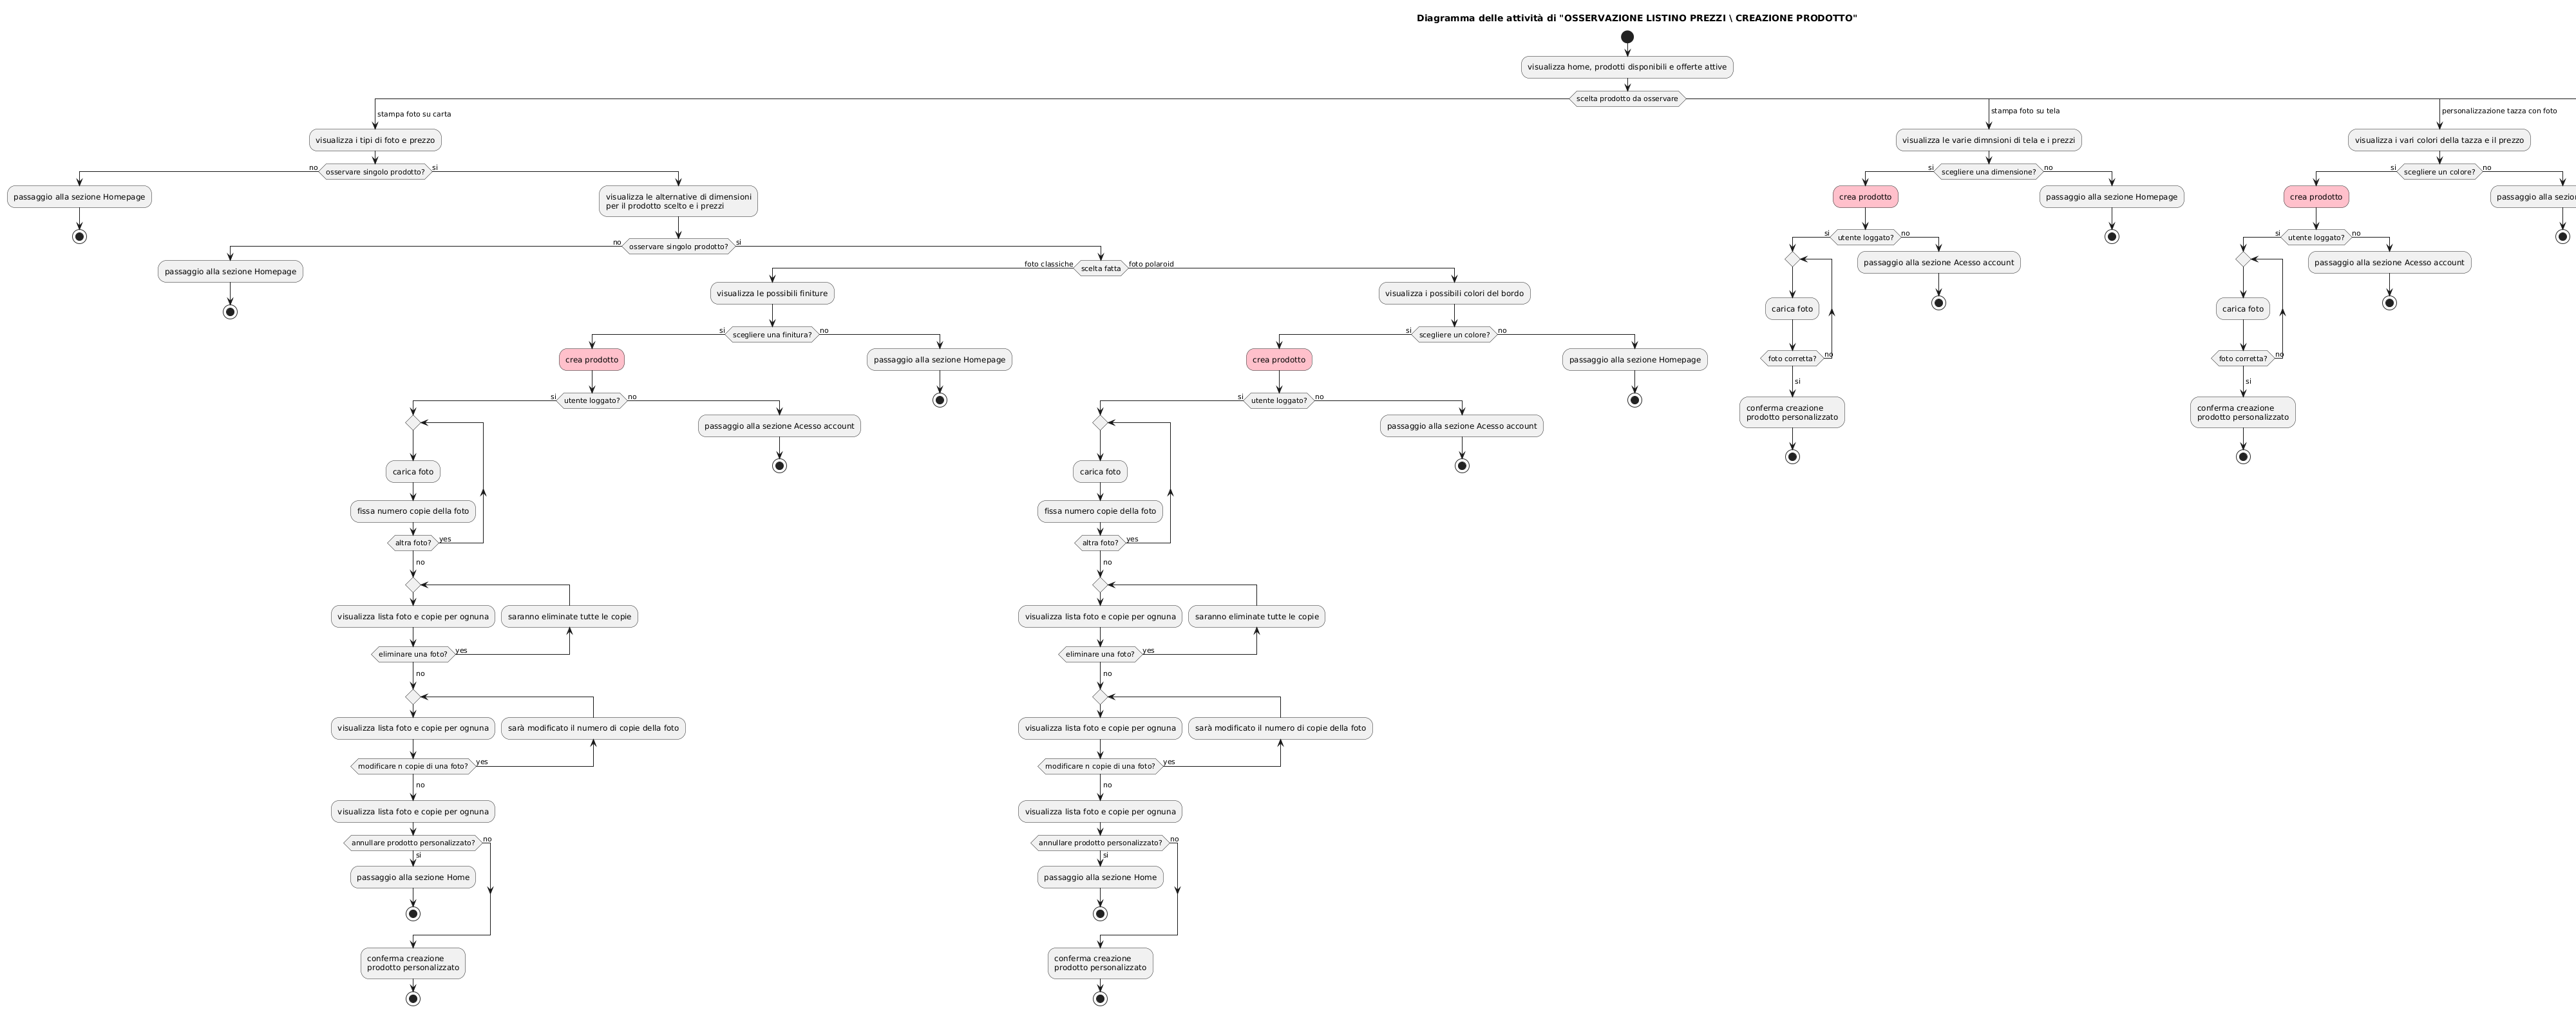 Diagramma delle attività di "OSSERVAZIONE LISTINO PREZZI \ CREAZIONE PRODOTTO"
visualizza home, prodotti disponibili e offerte attive
scelta prodotto da osservare
stampa foto su carta
visualizza i tipi di foto e prezzo
no
osservare singolo prodotto?
si
passaggio alla sezione Homepage
visualizza le alternative di dimensioni
per il prodotto scelto e i prezzi
no
osservare singolo prodotto?
si
passaggio alla sezione Homepage
foto classiche
scelta fatta
foto polaroid
visualizza le possibili finiture
si
scegliere una finitura?
no
crea prodotto
passaggio alla sezione Homepage
si
utente loggato?
no
passaggio alla sezione Acesso account
carica foto
fissa numero copie della foto
altra foto?
yes
no
visualizza lista foto e copie per ognuna
saranno eliminate tutte le copie
eliminare una foto?
yes
no
visualizza lista foto e copie per ognuna
sarà modificato il numero di copie della foto
modificare n copie di una foto?
yes
no
visualizza lista foto e copie per ognuna
annullare prodotto personalizzato?
no
si
passaggio alla sezione Home
conferma creazione
prodotto personalizzato
visualizza i possibili colori del bordo
si
scegliere un colore?
no
crea prodotto
passaggio alla sezione Homepage
si
utente loggato?
no
passaggio alla sezione Acesso account
carica foto
fissa numero copie della foto
altra foto?
yes
no
visualizza lista foto e copie per ognuna
saranno eliminate tutte le copie
eliminare una foto?
yes
no
visualizza lista foto e copie per ognuna
sarà modificato il numero di copie della foto
modificare n copie di una foto?
yes
no
visualizza lista foto e copie per ognuna
annullare prodotto personalizzato?
no
si
passaggio alla sezione Home
conferma creazione
prodotto personalizzato
stampa foto su tela
visualizza le varie dimnsioni di tela e i prezzi
si
scegliere una dimensione?
no
crea prodotto
passaggio alla sezione Homepage
si
utente loggato?
no
passaggio alla sezione Acesso account
carica foto
foto corretta?
no
si
conferma creazione
prodotto personalizzato
personalizzazione tazza con foto
visualizza i vari colori della tazza e il prezzo
si
scegliere un colore?
no
crea prodotto
passaggio alla
si
utente loggato?
no
passaggio alla sezione Acesso account
carica foto
foto corretta?
no
si
conferma creazione
prodotto personalizzato